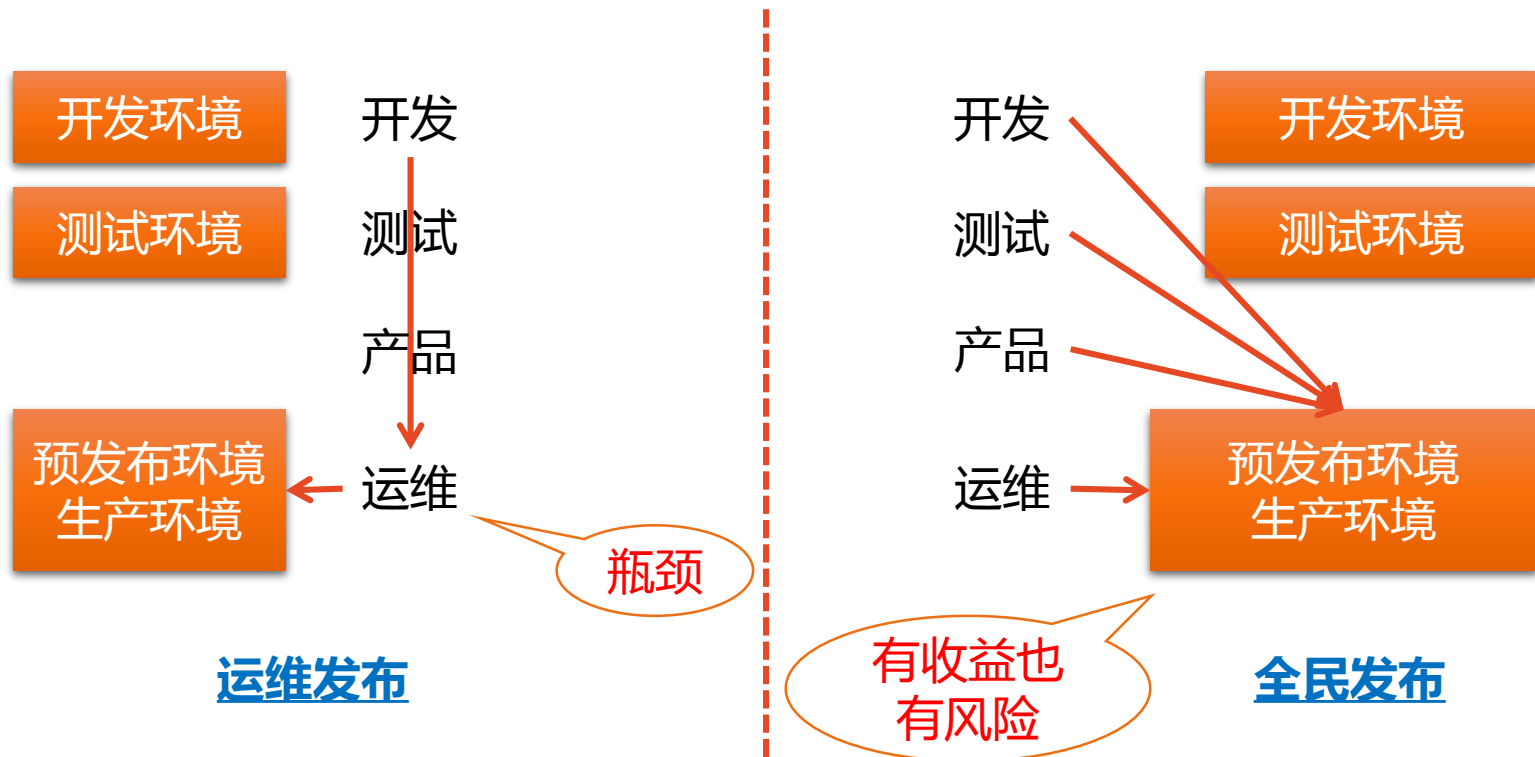 开发环境
开发
测试环境
测试
产品
预发布环境
生产环境
运维
瓶颈
运维发布
开发
开发环境
测试
测试环境
产品
运维
预发布环境
生产环境
有收益也
有风险
全民发布